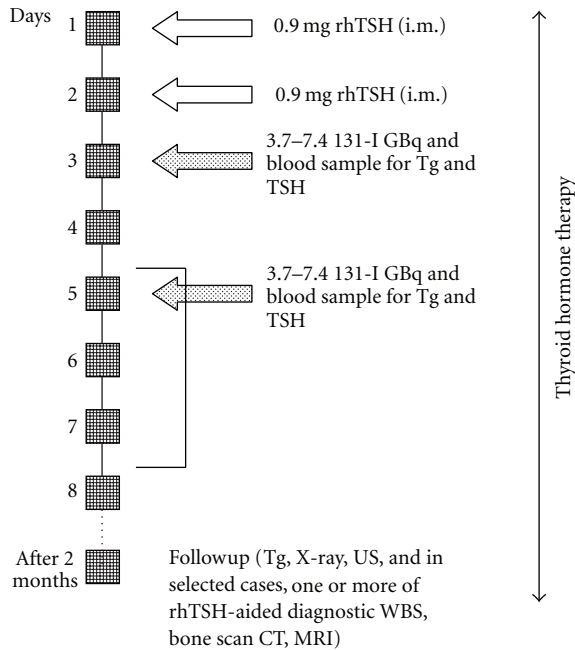 Days
1
0.9 mg rhTSH (i.m.)
2
0.9 mg rhTSH (i.m.)
3
3.7–7.4 131-I GBq and
blood sample for Tg and
TSH
4
5
3.7–7.4 131-I GBq and
blood sample for Tg and
TSH
6
7
8
After 2
months
Followup (Tg, X-ray, US, and in
selected cases, one or more of
rhTSH-aided diagnostic WBS,
bone scan CT, MRI)
Thyroid hormone therapy